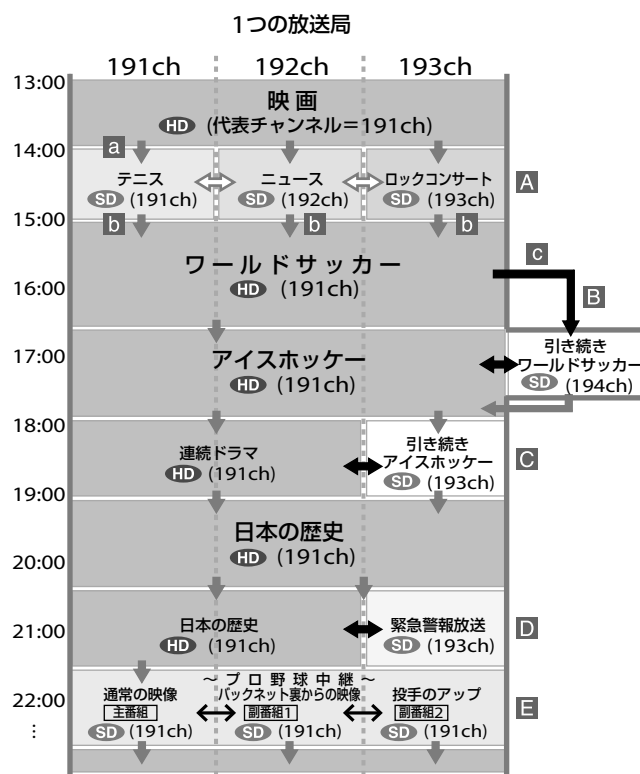 1つの放送局
191ch 192ch 193ch
13:00
映画
HD (代表チャンネル=191ch)
14:00
a
テニス ニュース ロックコンサート
SD (191ch) SD (192ch) SD (193ch)
A
15:00
b b b
ワールドサッカー
HD (191ch)
c
16:00
B
17:00
アイスホッケー
HD (191ch)
引き続き
ワールドサッカー
SD (194ch)
18:00
連続ドラマ
HD (191ch)
引き続き
アイスホッケー
SD (193ch)
C
19:00
日本の歴史
HD (191ch)
20:00
21:00
日本の歴史
HD (191ch)
緊急警報放送
SD (193ch)
D
～プロ野球中継～
通常の映像 バックネット裏からの映像 投手のアップ
22:00
主番組 副番組1 副番組2
SD (191ch) SD (191ch) SD (191ch)
E
⋮